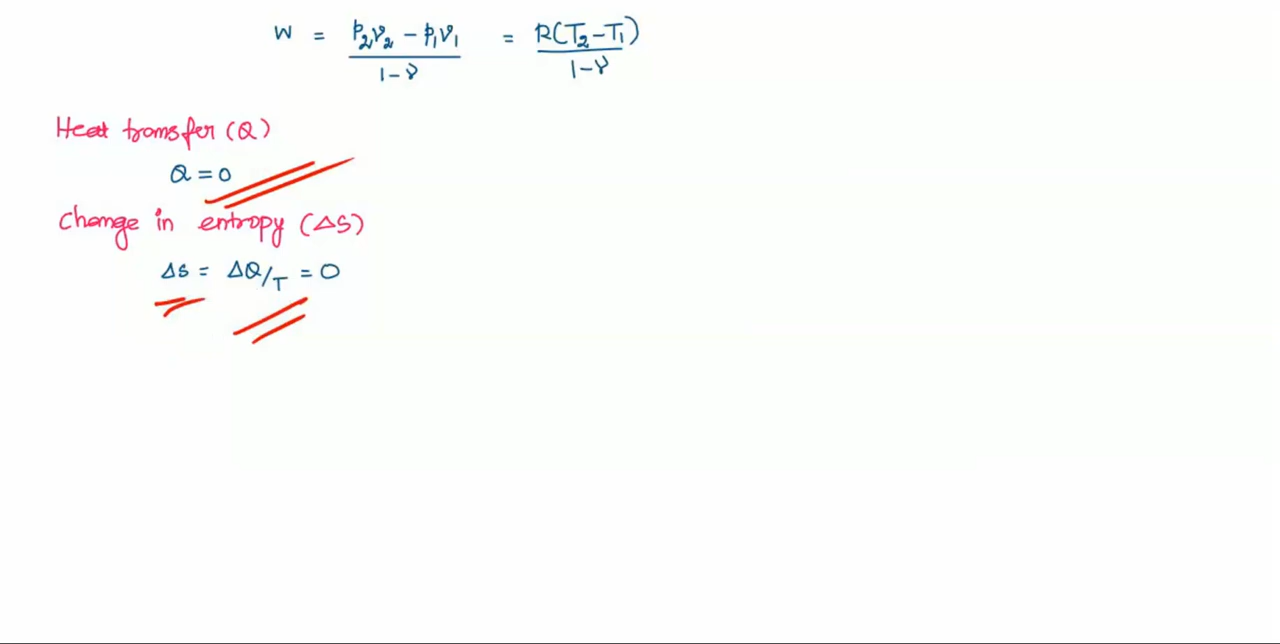 W = p₂v₂ - p₁v₁ / 1-γ = R(T₂-T₁) / 1-γ
Heat transfer (Q)
Q = 0
Change in entropy (ΔS)
ΔS = ΔQ/T = 0